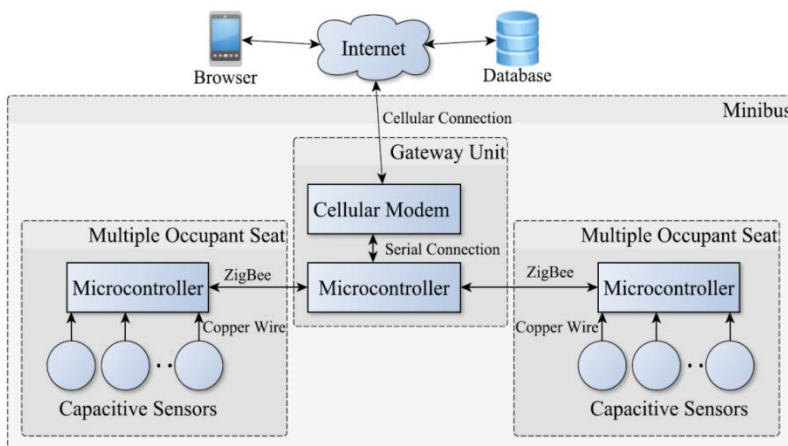 Internet
Browser
Database
Minibus
Cellular Connection
Gateway Unit
Cellular Modem
Serial Connection
Multiple Occupant Seat
Microcontroller
ZigBee
Copper Wire
Capacitive Sensors
Microcontroller
ZigBee
Multiple Occupant Seat
Microcontroller
Copper Wire
Capacitive Sensors